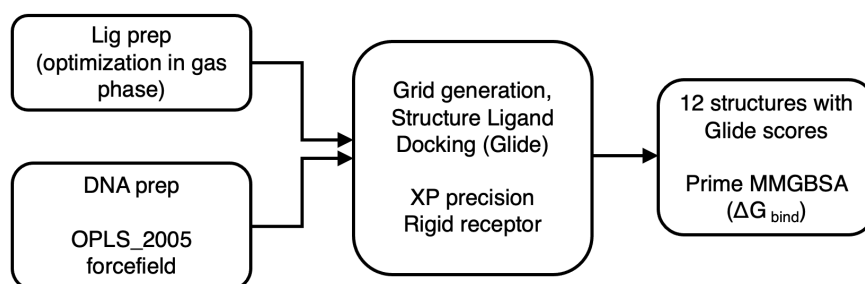 Lig prep
(optimization in gas
phase)
DNA prep
OPLS_2005
forcefield
Grid generation,
Structure Ligand
Docking (Glide)
XP precision
Rigid receptor
12 structures with
Glide scores
Prime MMGBSA
(ΔG bind)